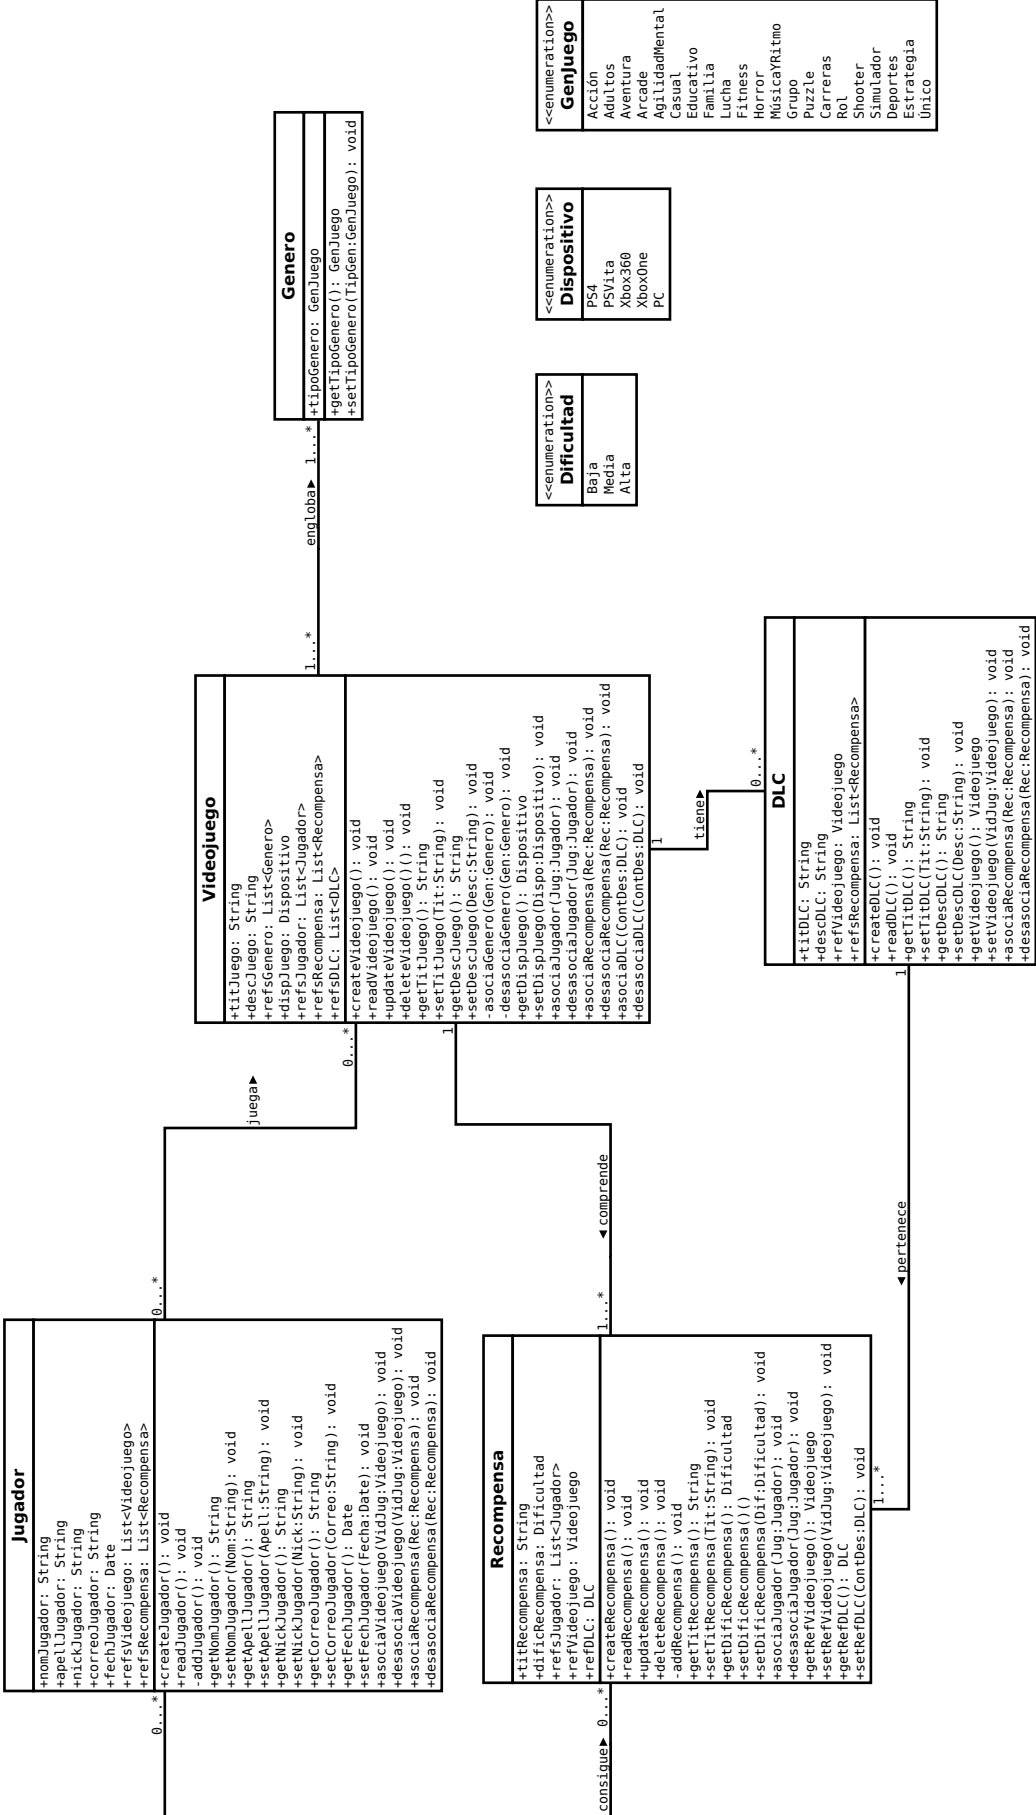 Jugador
+nomJugador: String
+apellJugador: String
+nickJugador: String
+correoJugador: String
+fechJugador: Date
+refsVideojuego: List<Videojuego>
+refsRecompensa: List<Recompensa>
+createJugador(): void
+readJugador(): void
-addJugador(): void
+getNomJugador(): String
+setNomJugador(Nom:String): void
+getApellJugador(): String
+setApellJugador(Apell:String): void
+getNickJugador(): String
+setNickJugador(Nick:String): void
+getCorreoJugador(): String
+setCorreoJugador(Correo:String): void
+getFechJugador(): Date
+setFechJugador(Fecha:Date): void
+asociaVideojuego(VidJug:Videojuego): void
+desasociaVideojuego(VidJug:Videojuego): void
+asociaRecompensa(Rec:Recompensa): void
+desasociaRecompensa(Rec:Recompensa): void
0...*
0...*
juega►
0...*
Videojuego
+titJuego: String
+descJuego: String
+refsGenero: List<Genero>
+dispJuego: Dispositivo
+refsJugador: List<Jugador>
+refsRecompensa: List<Recompensa>
+refsDLC: List<DLC>
+createVideojuego(): void
+readVideojuego(): void
+updateVideojuego(): void
+deleteVideojuego(): void
+getTitJuego(): String
+setTitJuego(Tit:String): void
+getDescJuego(): String
+setDescJuego(Desc:String): void
-asociaGenero(Gen:Genero): void
-desasociaGenero(Gen:Genero): void
+getDispJuego(): Dispositivo
+setDispJuego(Dispo:Dispositivo): void
+asociaJugador(Jug:Jugador): void
+desasociaJugador(Jug:Jugador): void
+asociaRecompensa(Rec:Recompensa): void
+desasociaRecompensa(Rec:Recompensa): void
+asociaDLC(ContDes:DLC): void
+desasociaDLC(ContDes:DLC): void
1...*
engloba►
1...*
Genero
+tipoGenero: GenJuego
+getTipoGenero(): GenJuego
+setTipoGenero(TipGen:GenJuego): void
consigue►
0...*
Recompensa
+titRecompensa: String
+dificRecompensa: Dificultad
+refsJugador: List<Jugador>
+refVideojuego: Videojuego
+refDLC: DLC
+createRecompensa(): void
+readRecompensa(): void
+updateRecompensa(): void
+deleteRecompensa(): void
-addRecompensa(): void
+getTitRecompensa(): String
+setTitRecompensa(Tit:String): void
+getDificRecompensa(): Dificultad
+setDificRecompensa()()
+setDificRecompensa(Dif:Dificultad): void
+asociaJugador(Jug:Jugador): void
+desasociaJugador(Jug:Jugador): void
+getRefVideojuego(): Videojuego
+setRefVideojuego(VidJug:Videojuego): void
+getRefDLC(): DLC
+setRefDLC(ContDes:DLC): void
1...*
◄comprende
1
1...*
◄pertenece
1
1
tiene►
0...*
DLC
+titDLC: String
+descDLC: String
+refVideojuego: Videojuego
+refsRecompensa: List<Recompensa>
+createDLC(): void
+readDLC(): void
+getTitDLC(): String
+setTitDLC(Tit:String): void
+getDescDLC(): String
+setDescDLC(Desc:String): void
+getVideojuego(): Videojuego
+setVideojuego(VidJug:Videojuego): void
+asociaRecompensa(Rec:Recompensa): void
+desasociaRecompensa(Rec:Recompensa): void
<<enumeration>>
Dificultad
Baja
Media
Alta
<<enumeration>>
Dispositivo
PS4
PSVita
Xbox360
XboxOne
PC
<<enumeration>>
GenJuego
Acción
Adultos
Aventura
Arcade
AgilidadMental
Casual
Educativo
Familia
Lucha
Fitness
Horror
MúsicaYRitmo
Grupo
Puzzle
Carreras
Rol
Shooter
Simulador
Deportes
Estrategia
Único